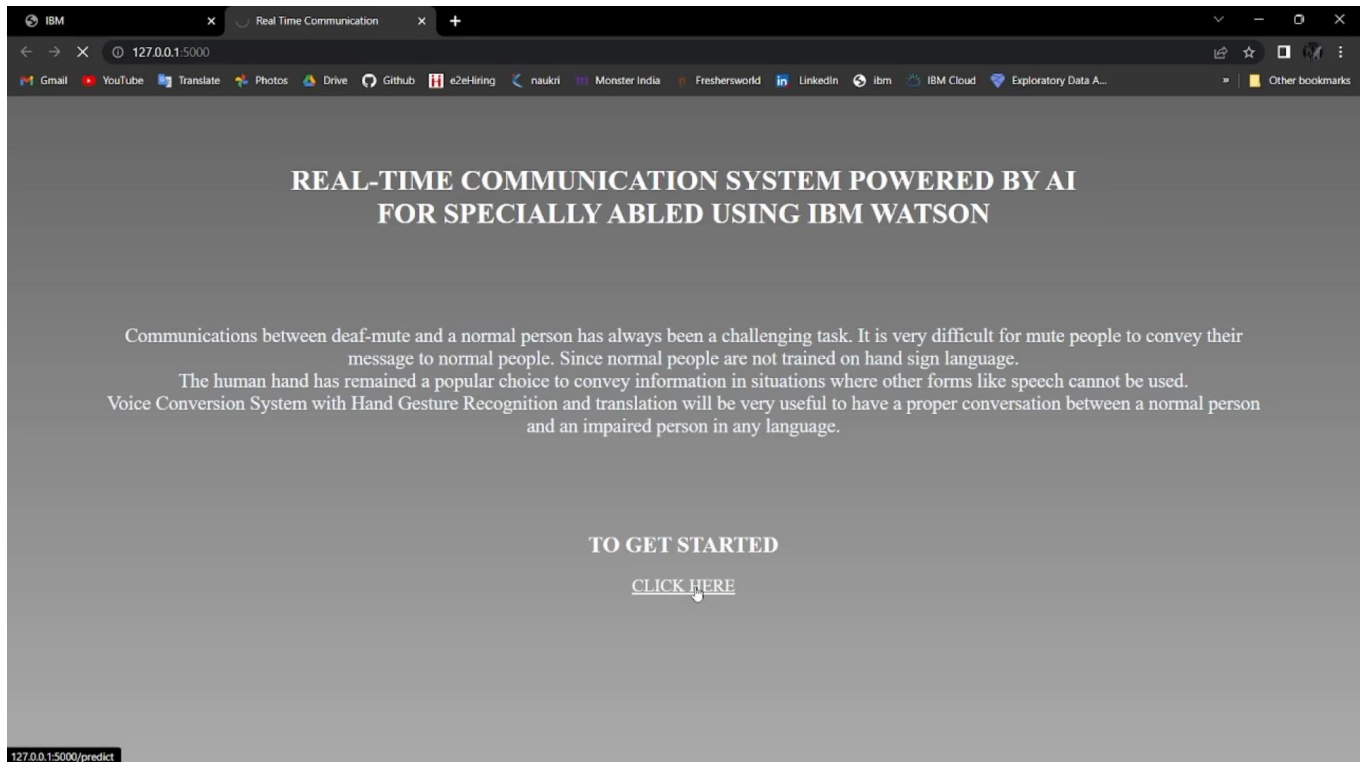 IBM
Real Time Communication
127.0.0.1:5000
Gmail YouTube Translate Photos Drive Github e2eHiring naukri Monster India Freshersworld LinkedIn ibm IBM Cloud Exploratory Data A... » Other bookmarks
REAL-TIME COMMUNICATION SYSTEM POWERED BY AI
FOR SPECIALLY ABLED USING IBM WATSON
Communications between deaf-mute and a normal person has always been a challenging task. It is very difficult for mute people to convey their
message to normal people. Since normal people are not trained on hand sign language.
The human hand has remained a popular choice to convey information in situations where other forms like speech cannot be used.
Voice Conversion System with Hand Gesture Recognition and translation will be very useful to have a proper conversation between a normal person
and an impaired person in any language.
TO GET STARTED
CLICK HERE
127.0.0.1:5000/predict